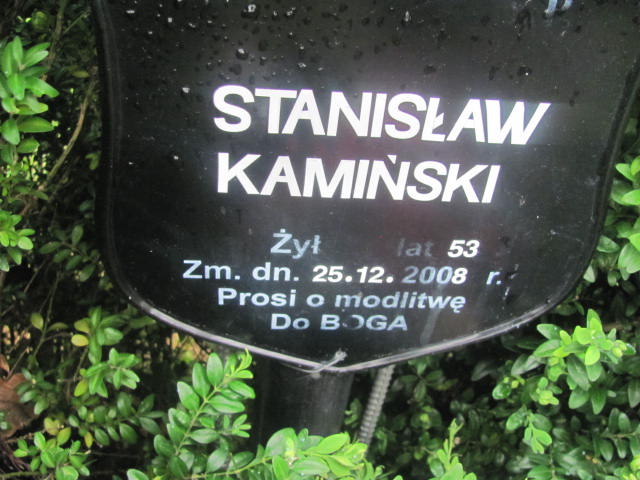 STANISŁAW
KAMIŃSKI
Żył lat 53
Zm. dn. 25.12.2008 r.
Prosi o modlitwę
Do BOGA